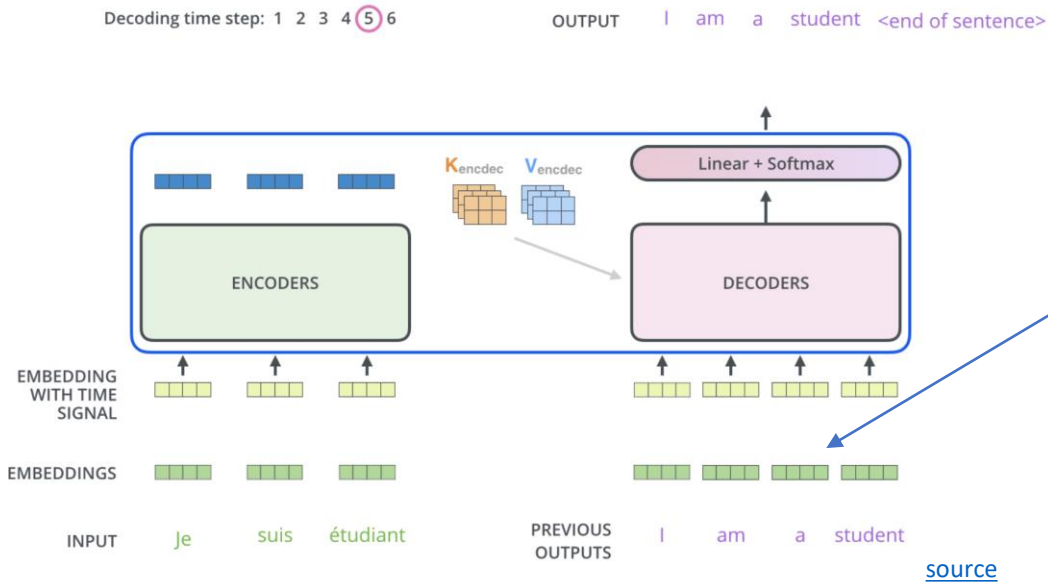 Decoding time step: 1 2 3 4 5 6
OUTPUT I am a student <end of sentence>
Kencdec Vencdec
Linear + Softmax
ENCODERS
DECODERS
EMBEDDING
WITH TIME
SIGNAL
EMBEDDINGS
INPUT Je suis étudiant
PREVIOUS
OUTPUTS
I am a student
source